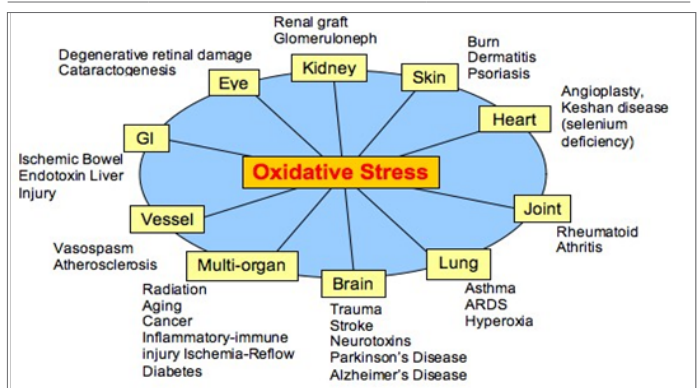 Renal graft
Glomeruloneph
Kidney
Burn
Dermatitis
Psoriasis
Skin
Degenerative retinal damage
Cataractogenesis
Eye
Angioplasty,
Keshan disease
(selenium
deficiency)
Heart
GI
Ischemic Bowel
Endotoxin Liver
Injury
Oxidative Stress
Joint
Rheumatoid
Athritis
Vessel
Vasospasm
Atherosclerosis
Multi-organ
Radiation
Aging
Cancer
Inflammatory-immune
injury Ischemia-Reflow
Diabetes
Brain
Trauma
Stroke
Neurotoxins
Parkinson's Disease
Alzheimer's Disease
Lung
Asthma
ARDS
Hyperoxia